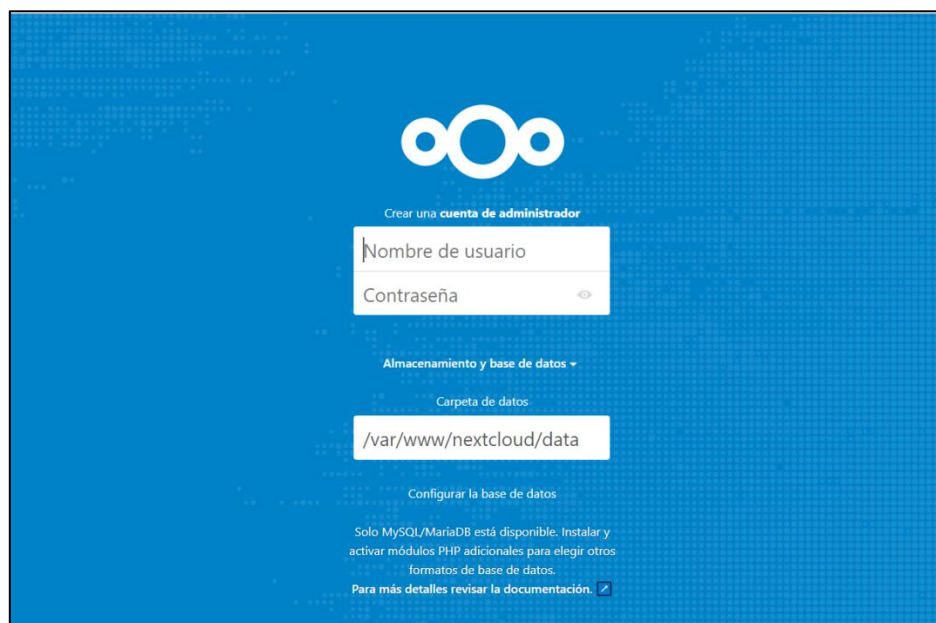 Crear una cuenta de administrador
Nombre de usuario
Contraseña
Almacenamiento y base de datos
Carpeta de datos
/var/www/nextcloud/data
Configurar la base de datos
Solo MySQL/MariaDB está disponible. Instalar y
activar módulos PHP adicionales para elegir otros
formatos de base de datos.
Para más detalles revisar la documentación.